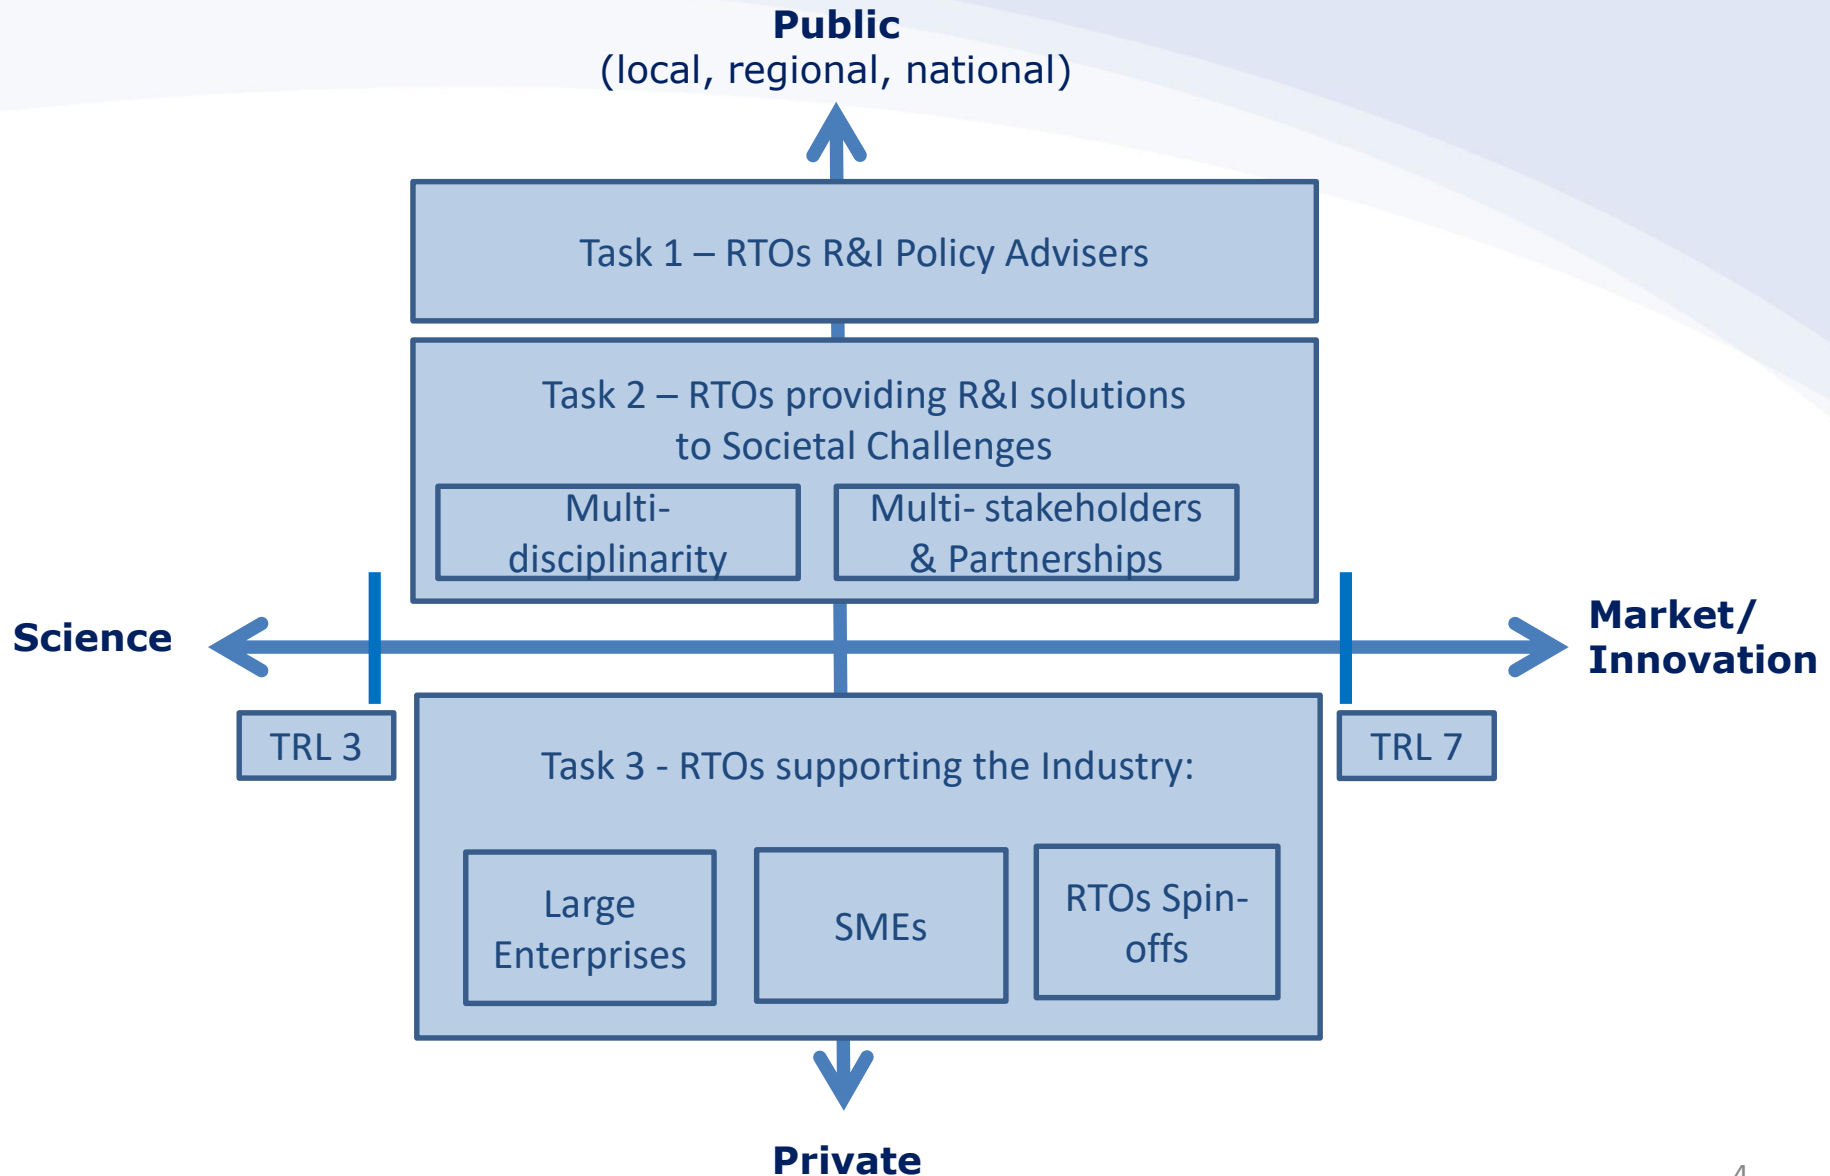 Public
(local, regional, national)
Task 1 – RTOs R&I Policy Advisers
Task 2 – RTOs providing R&I solutions
to Societal Challenges
Multi-
disciplinarity
Multi- stakeholders
& Partnerships
Science
Market/
Innovation
TRL 3
TRL 7
Task 3 - RTOs supporting the Industry:
Large
Enterprises
SMEs
RTOs Spin-
offs
Private
4